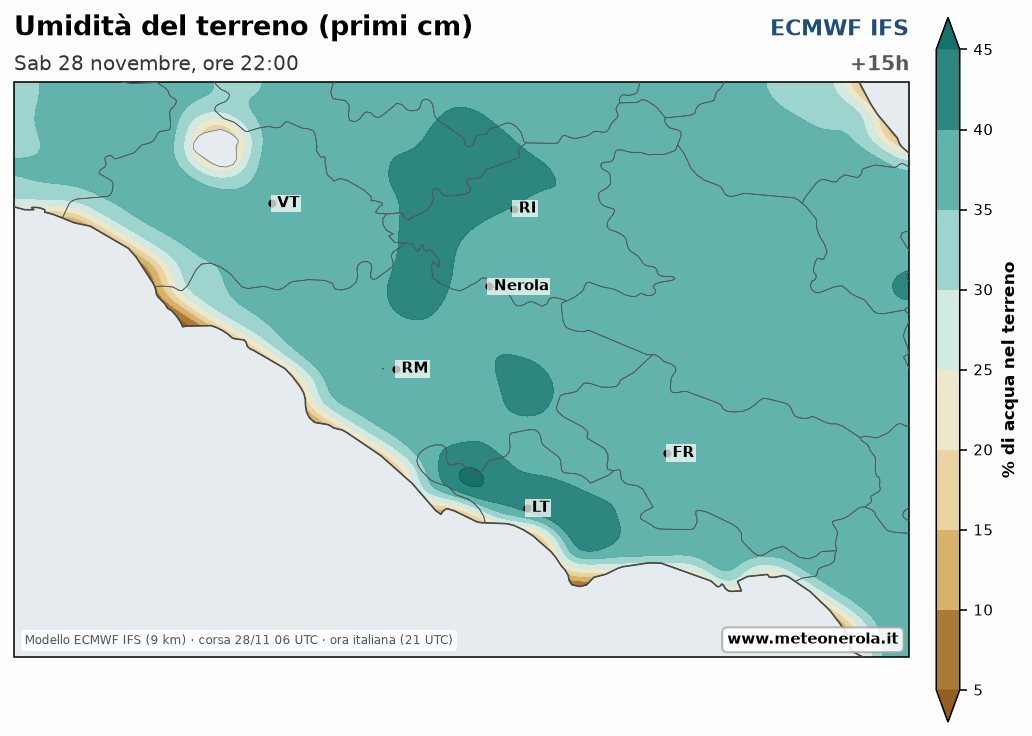 Umidità del terreno (primi cm)
ECMWF IFS
Sab 28 novembre, ore 22:00
+15h
VT
RI
Nerola
RM
FR
LT
45
40
35
30
25
20
15
10
5
% di acqua nel terreno
Modello ECMWF IFS (9 km) · corsa 28/11 06 UTC · ora italiana (21 UTC)
www.meteonerola.it